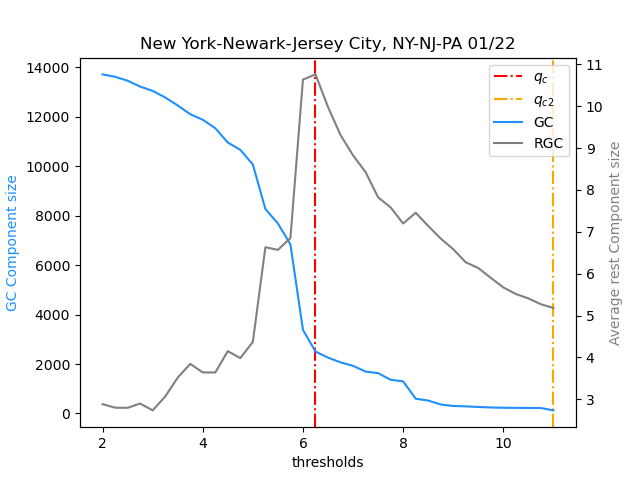 New York-Newark-Jersey City, NY-NJ-PA 01/22
14000
12000
10000
8000
6000
4000
2000
0
GC Component size
2
4
6
8
10
thresholds
11
10
9
8
7
6
5
4
3
Average rest Component size
q_c
q_{c2}
GC
RGC